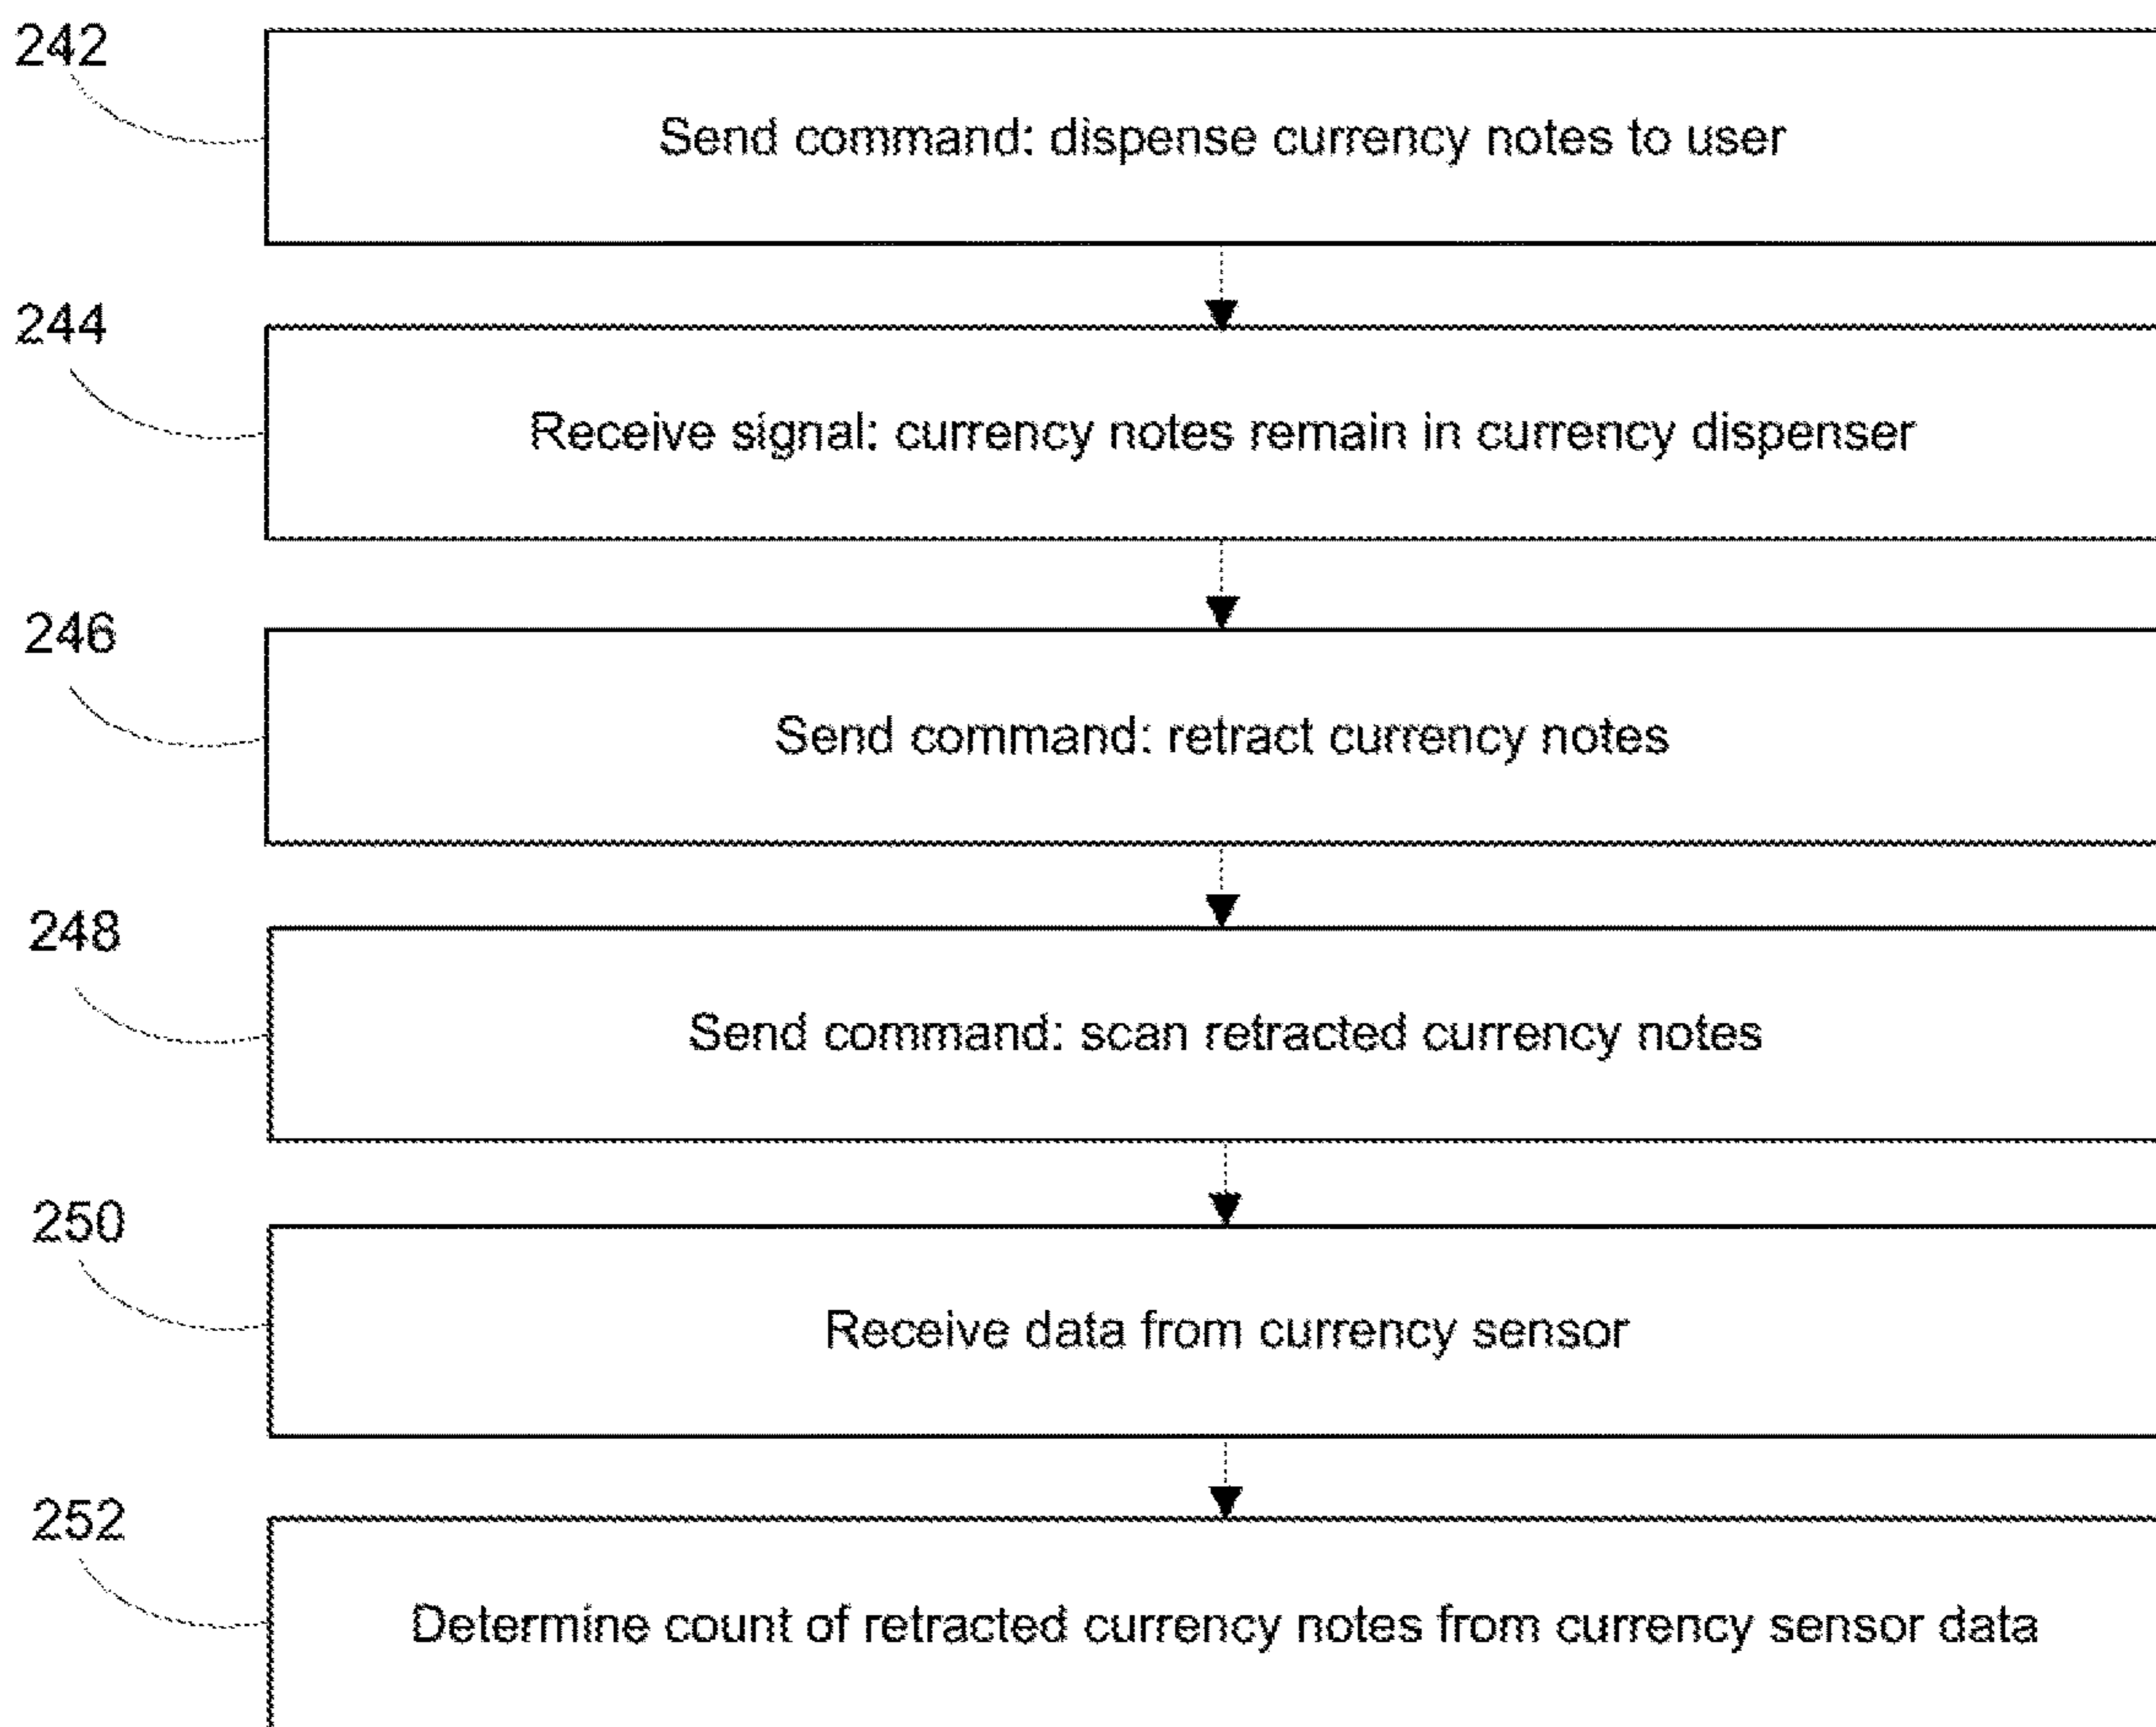 242
Send command: dispense currency notes to user
244
Receive signal: currency notes remain in currency dispenser
246
Send command: retract currency notes
248
Send command: scan retracted currency notes
250
Receive data from currency sensor
252
Determine count of retracted currency notes from currency sensor data